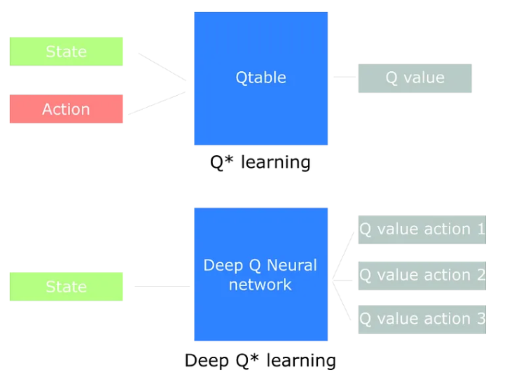 State
Action
Qtable
Q value
Q* learning
State
Deep Q Neural
network
Q value action 1
Q value action 2
Q value action 3
Deep Q* learning